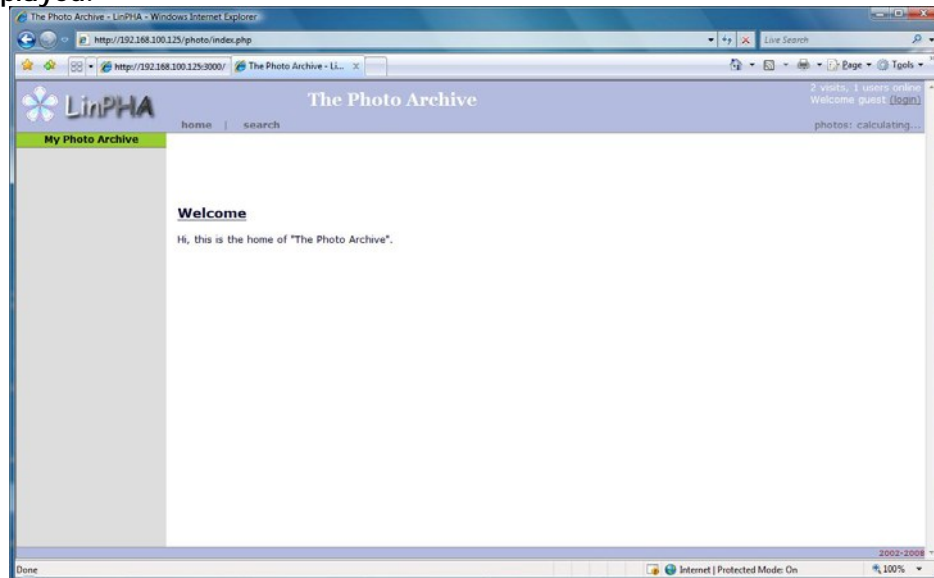 played.
The Photo Archive - LinPHA - Windows Internet Explorer
http://192.168.100.125/photo/index.php
Live Search
http://192.168.100.125:3000/
The Photo Archive - Li...
Page
Tools
LinPHA
The Photo Archive
2 visits, 1 users online
Welcome guest (login)
home | search
photos: calculating...
My Photo Archive
Welcome
Hi, this is the home of "The Photo Archive".
2002-2008
Done
Internet | Protected Mode: On
100%